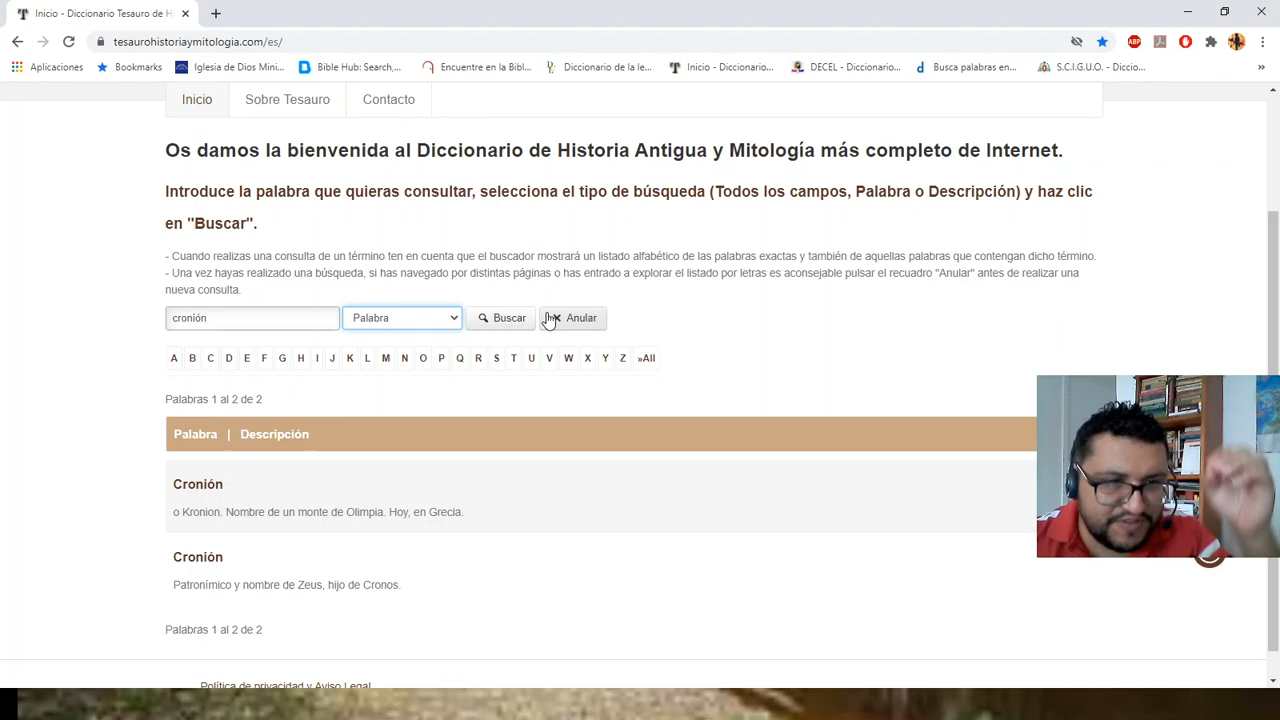 Inicio - Diccionario Tesauro de H
tesaurohistoriaymitologia.com/es/
Aplicaciones
Bookmarks
Iglesia de Dios Mini...
Bible Hub: Search,...
Encuentre en la Bibl...
Diccionario de la le...
Inicio - Diccionario...
DECEL - Diccionario...
Busca palabras en...
S.C.I.G.U.O. - Diccio...
»
Inicio
Sobre Tesauro
Contacto
Os damos la bienvenida al Diccionario de Historia Antigua y Mitología más completo de Internet.
Introduce la palabra que quieras consultar, selecciona el tipo de búsqueda (Todos los campos, Palabra o Descripción) y haz clic
en "Buscar".
- Cuando realizas una consulta de un término ten en cuenta que el buscador mostrará un listado alfabético de las palabras exactas y también de aquellas palabras que contengan dicho término.
- Una vez hayas realizado una búsqueda, si has navegado por distintas páginas o has entrado a explorar el listado por letras es aconsejable pulsar el recuadro "Anular" antes de realizar una
nueva consulta.
cronión
Palabra
Buscar
Anular
A B C D E F G H I J K L M N O P Q R S T U V W X Y Z »All
Palabras 1 al 2 de 2
Palabra | Descripción
Cronión
o Kronion. Nombre de un monte de Olimpia. Hoy, en Grecia.
Cronión
Patronímico y nombre de Zeus, hijo de Cronos.
Palabras 1 al 2 de 2
Política de privacidad y Aviso Legal